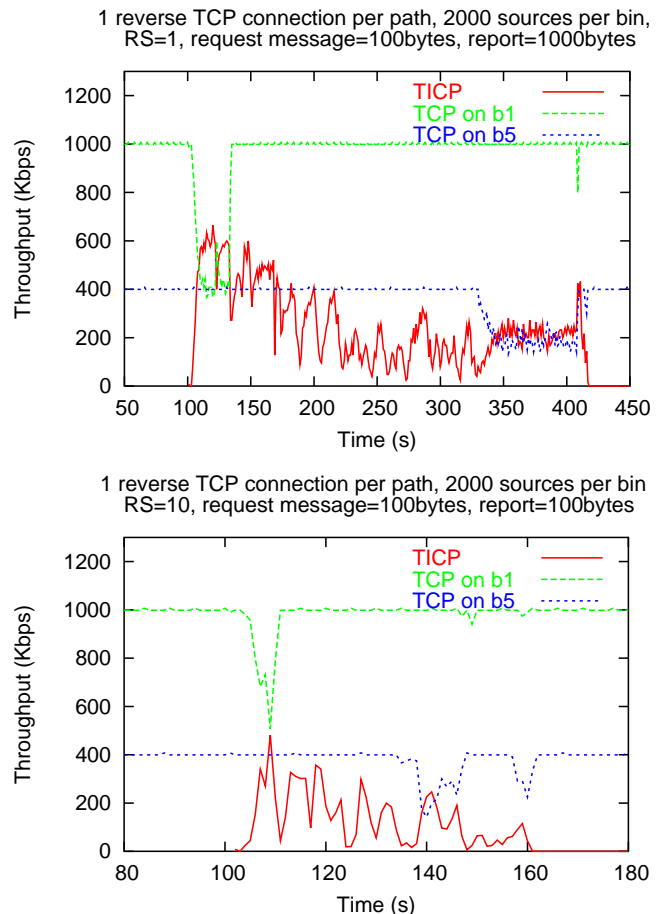 1 reverse TCP connection per path, 2000 sources per bin,
RS=1, request message=100bytes, report=1000bytes
Throughput (Kbps)
1200
1000
800
600
400
200
0
TICP
TCP on b1
TCP on b5
50 100 150 200 250 300 350 400 450
Time (s)
1 reverse TCP connection per path, 2000 sources per bin
RS=10, request message=100bytes, report=100bytes
Throughput (Kbps)
1200
1000
800
600
400
200
0
TICP
TCP on b1
TCP on b5
80 100 120 140 160 180
Time (s)